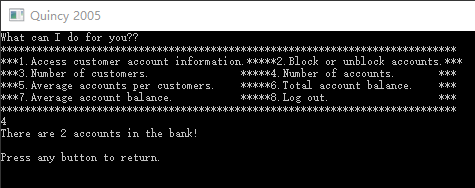 Quincy 2005
What can I do for you??
**********************************************************************
***1.Access customer account information.*****2.Block or unblock accounts.***
***3.Number of customers.              *****4.Number of accounts.       ***
***5.Average accounts per customers.   *****6.Total account balance.    ***
***7.Average account balance.          *****8.Log out.                  ***
**********************************************************************
4
There are 2 accounts in the bank!
Press any button to return.